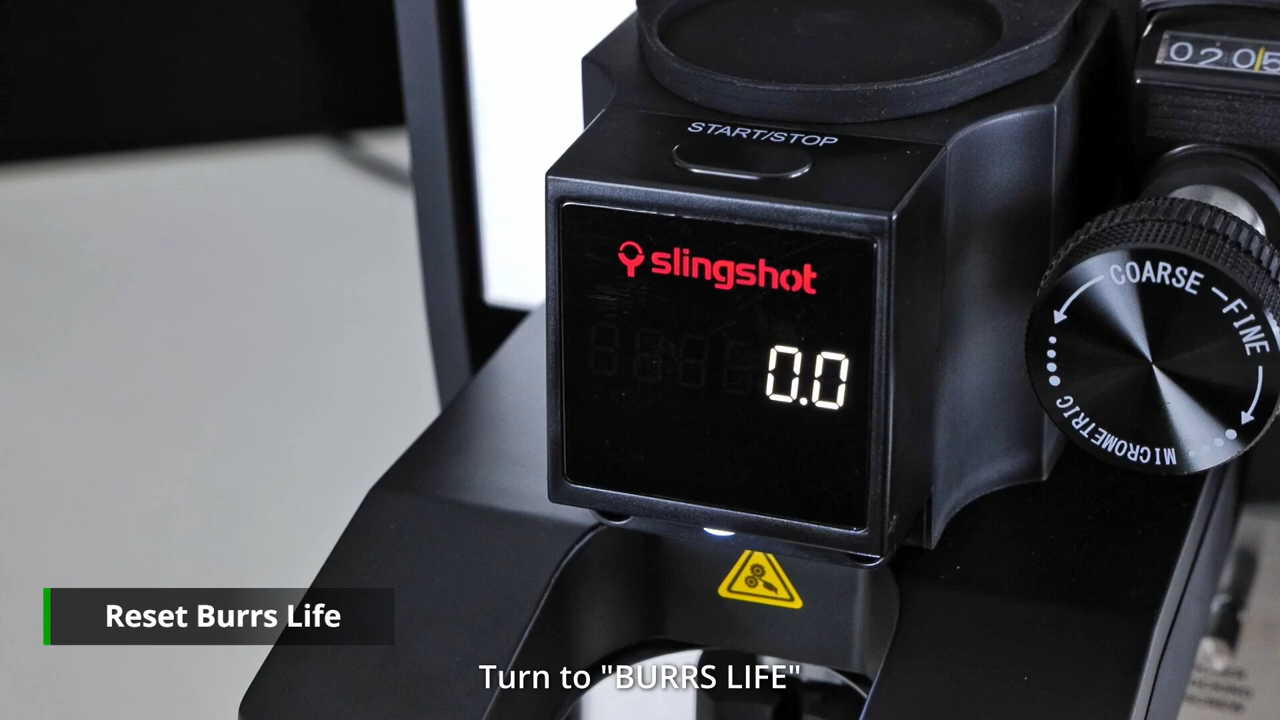 START/STOP
slingshot
0.0
0205
COARSE – FINE
MICROMETRIC
Reset Burrs Life
Turn to "BURRS LIFE"